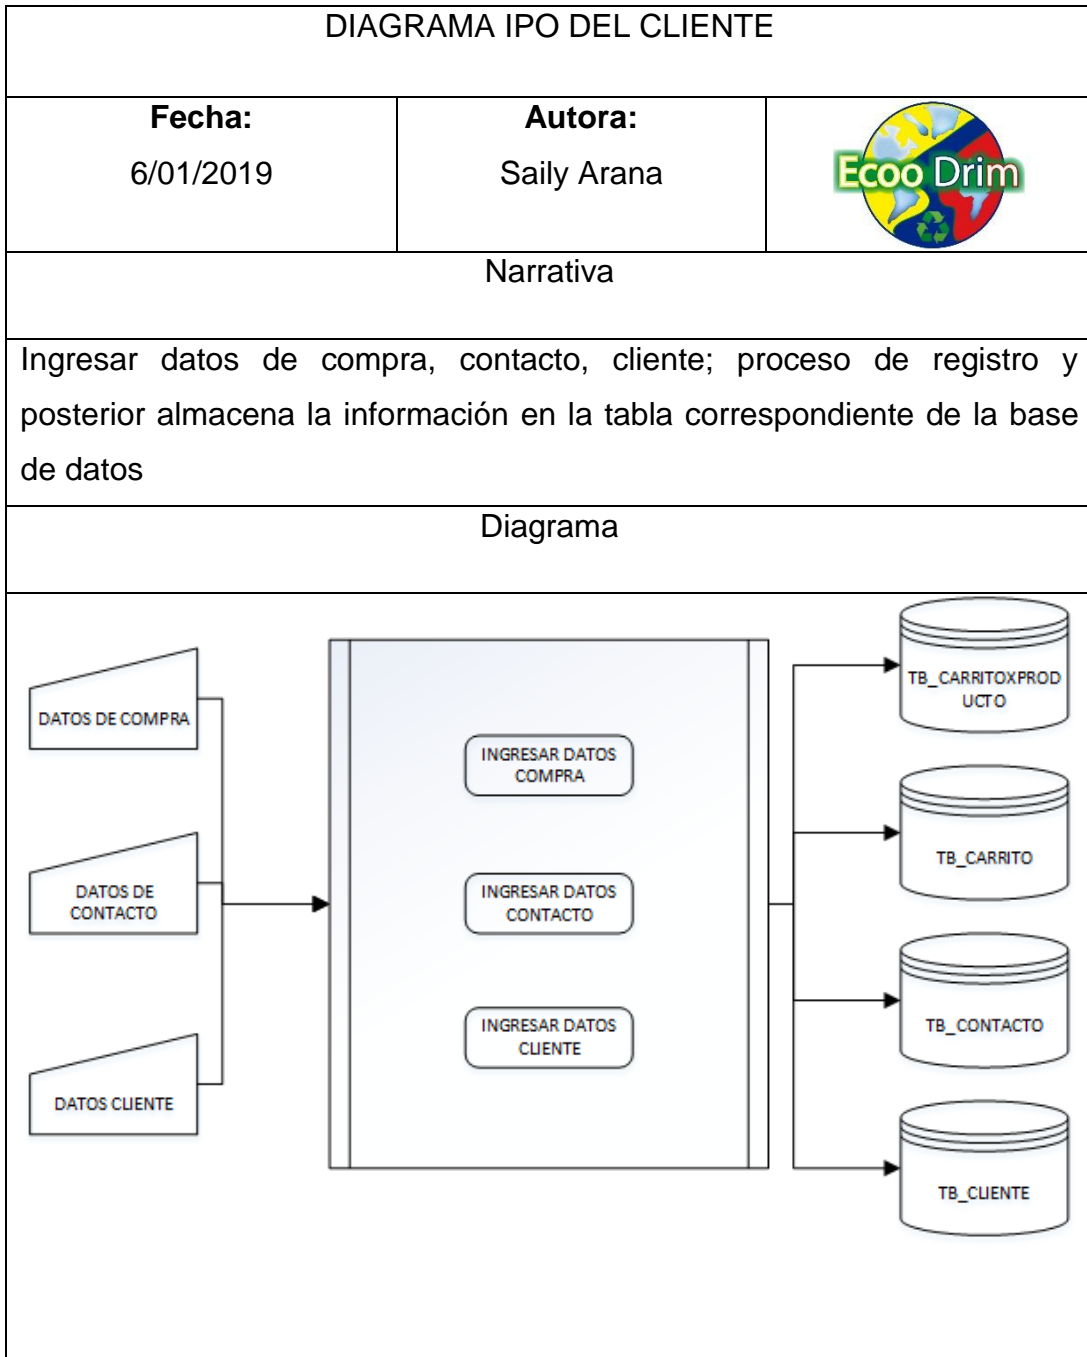 DIAGRAMA IPO DEL CLIENTE
Fecha:
6/01/2019
Autora:
Saily Arana
Ecoo Drim
Narrativa
Ingresar datos de compra, contacto, cliente; proceso de registro y
posterior almacena la información en la tabla correspondiente de la base
de datos
Diagrama
DATOS DE COMPRA
DATOS DE
CONTACTO
DATOS CLIENTE
INGRESAR DATOS
COMPRA
INGRESAR DATOS
CONTACTO
INGRESAR DATOS
CLIENTE
TB_CARRITOXPROD
UCTO
TB_CARRITO
TB_CONTACTO
TB_CLIENTE